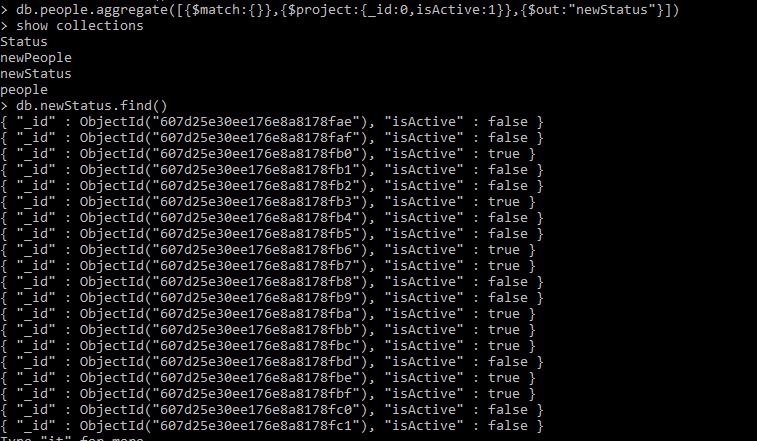 > db.people.aggregate([{$match:{}},{$project:{_id:0,isActive:1}},{$out:"newStatus"}])
> show collections
Status
newPeople
newStatus
people
> db.newStatus.find()
{ "_id" : ObjectId("607d25e30ee176e8a8178fae"), "isActive" : false }
{ "_id" : ObjectId("607d25e30ee176e8a8178faf"), "isActive" : false }
{ "_id" : ObjectId("607d25e30ee176e8a8178fb0"), "isActive" : true }
{ "_id" : ObjectId("607d25e30ee176e8a8178fb1"), "isActive" : false }
{ "_id" : ObjectId("607d25e30ee176e8a8178fb2"), "isActive" : false }
{ "_id" : ObjectId("607d25e30ee176e8a8178fb3"), "isActive" : true }
{ "_id" : ObjectId("607d25e30ee176e8a8178fb4"), "isActive" : false }
{ "_id" : ObjectId("607d25e30ee176e8a8178fb5"), "isActive" : false }
{ "_id" : ObjectId("607d25e30ee176e8a8178fb6"), "isActive" : true }
{ "_id" : ObjectId("607d25e30ee176e8a8178fb7"), "isActive" : true }
{ "_id" : ObjectId("607d25e30ee176e8a8178fb8"), "isActive" : false }
{ "_id" : ObjectId("607d25e30ee176e8a8178fb9"), "isActive" : false }
{ "_id" : ObjectId("607d25e30ee176e8a8178fba"), "isActive" : true }
{ "_id" : ObjectId("607d25e30ee176e8a8178fbb"), "isActive" : true }
{ "_id" : ObjectId("607d25e30ee176e8a8178fbc"), "isActive" : true }
{ "_id" : ObjectId("607d25e30ee176e8a8178fbd"), "isActive" : false }
{ "_id" : ObjectId("607d25e30ee176e8a8178fbe"), "isActive" : true }
{ "_id" : ObjectId("607d25e30ee176e8a8178fbf"), "isActive" : true }
{ "_id" : ObjectId("607d25e30ee176e8a8178fc0"), "isActive" : false }
{ "_id" : ObjectId("607d25e30ee176e8a8178fc1"), "isActive" : false }
Type "it" for more